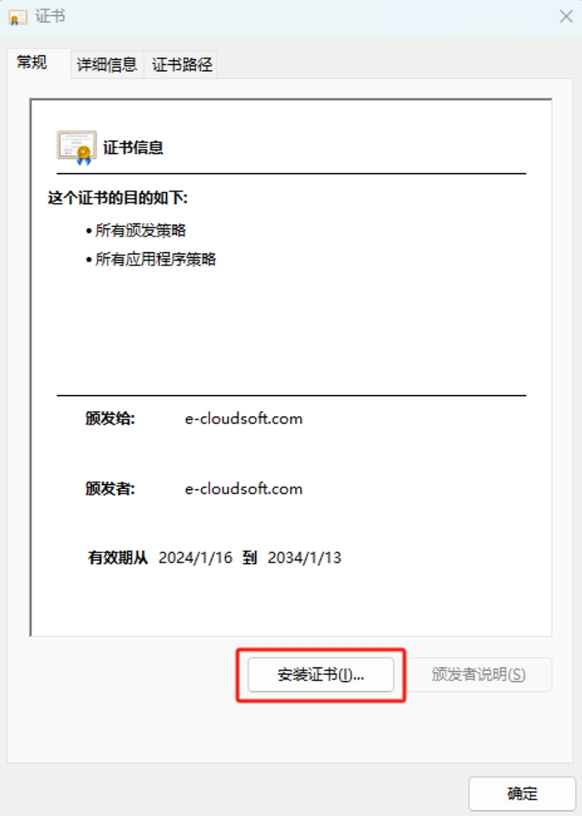 证书
常规 详细信息 证书路径
证书信息
这个证书的目的如下:
• 所有颁发策略
• 所有应用程序策略
颁发给: e-cloudsoft.com
颁发者: e-cloudsoft.com
有效期从 2024/1/16 到 2034/1/13
安装证书(I)... 颁发者说明(S)
确定